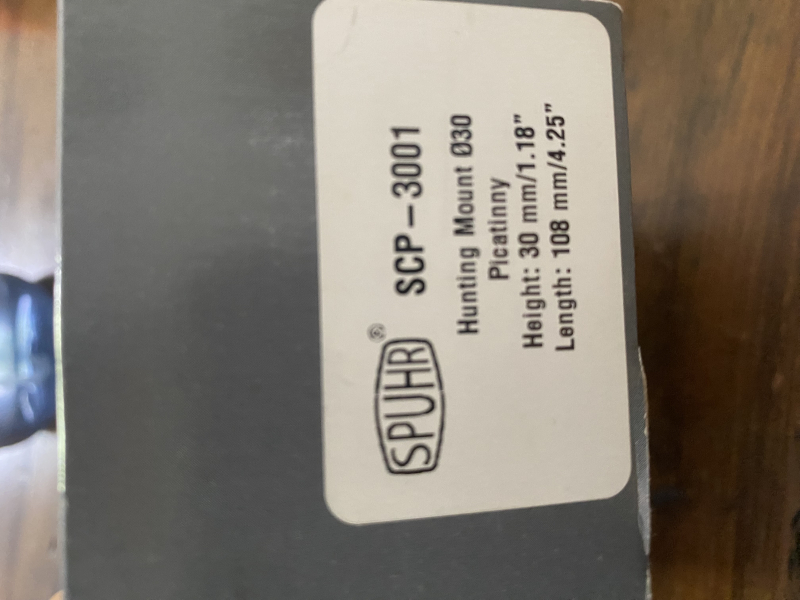 SPUHR® SCP-3001
Hunting Mount Ø30
Picatinny
Height: 30 mm/1.18"
Length: 108 mm/4.25"